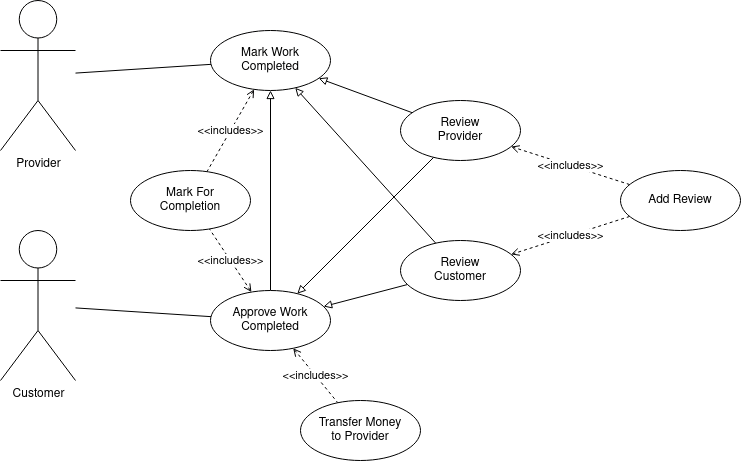 Mark Work
Completed
Review
Provider
<<includes>>
Provider
<<includes>>
Mark For
Completion
Add Review
<<includes>>
<<includes>>
Review
Customer
Approve Work
Completed
<<includes>>
Customer
Transfer Money
to Provider